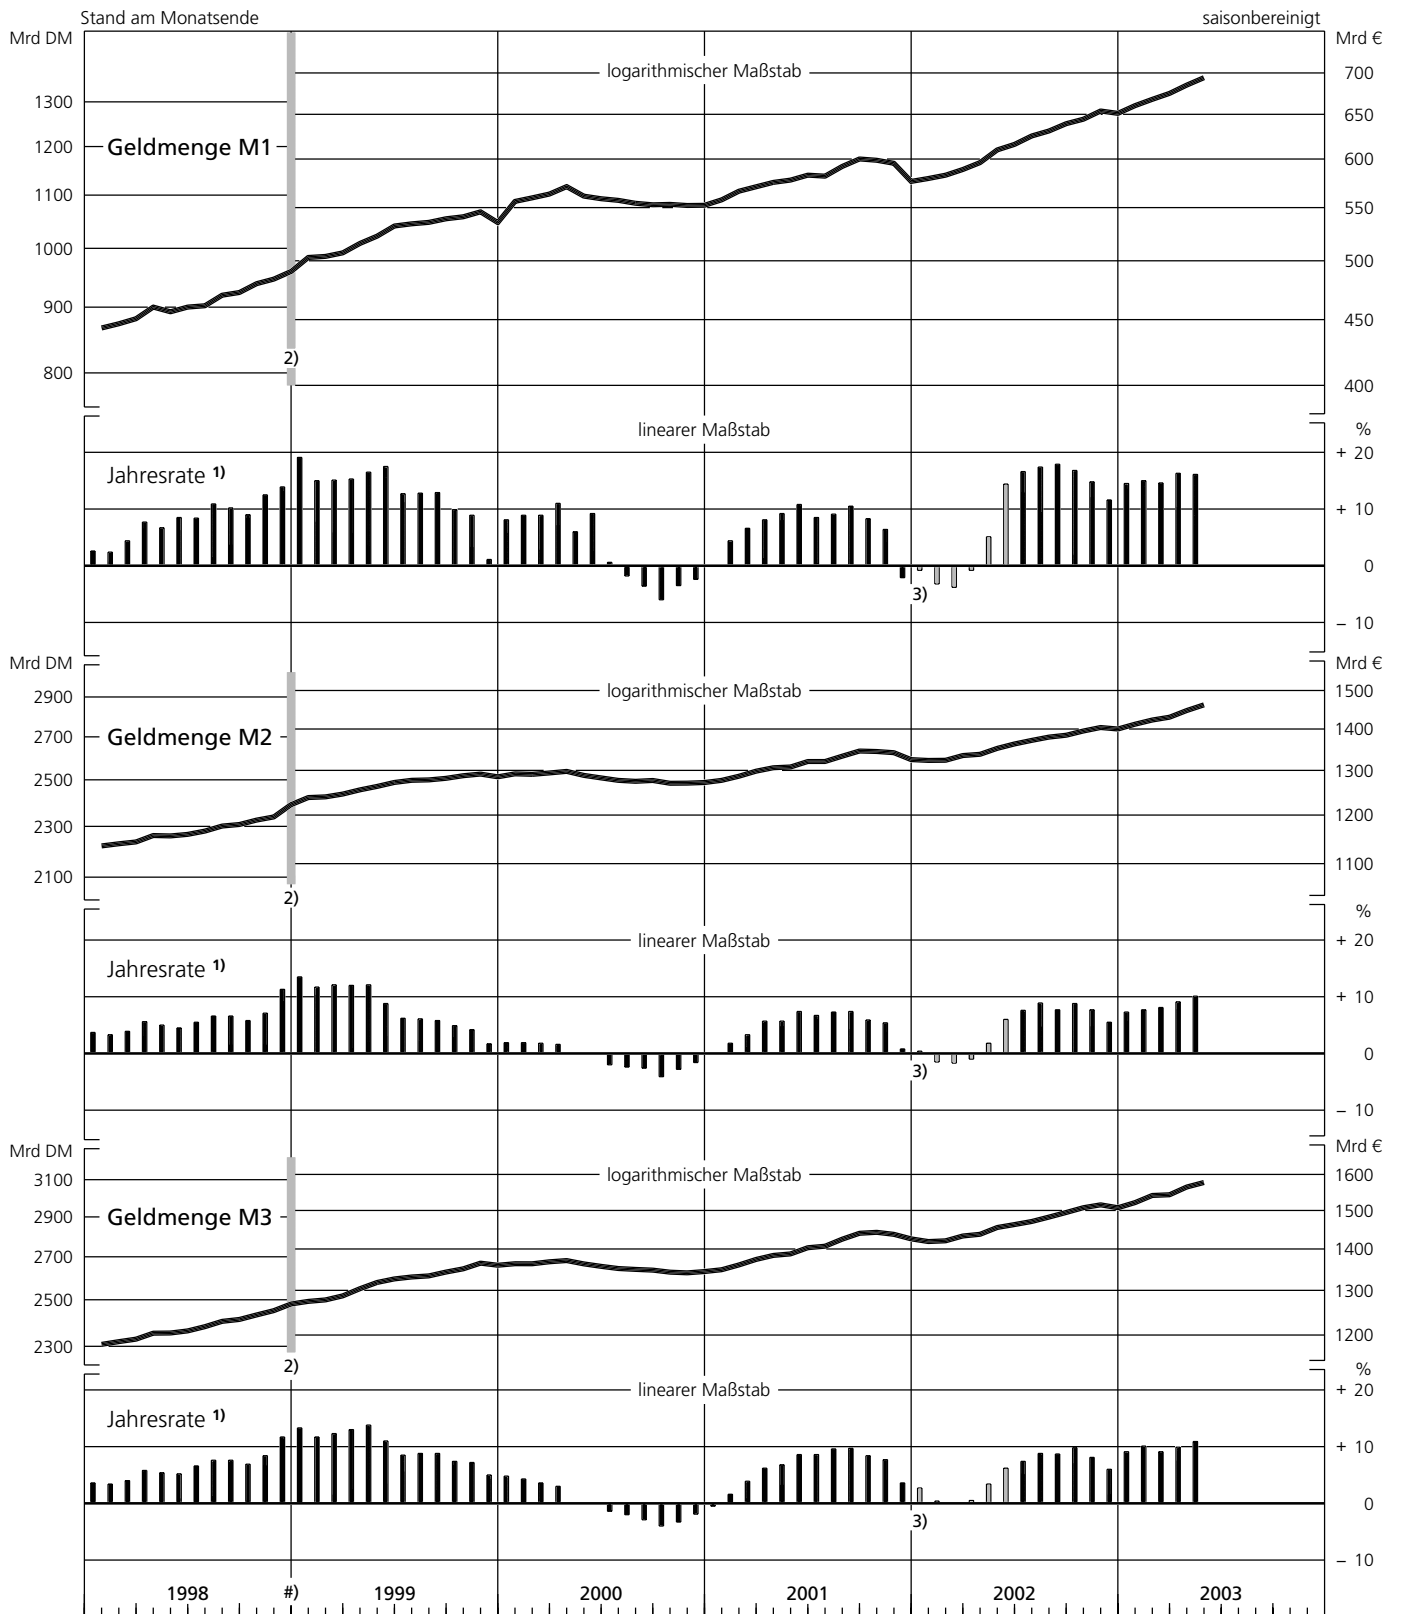 Stand am Monatsende saisonbereinigt
Mrd DM Mrd €
logarithmischer Maßstab 700
1300
650
Geldmenge M1
1200
600
1100
550
1000
500
900
450
2)
800
400
linearer Maßstab %
+ 20
Jahresrate 1)
+ 10
0
3)
– 10
Mrd DM Mrd €
2900 logarithmischer Maßstab 1500
2700 Geldmenge M2 1400
2500 1300
2300 1200
2100 1100
2)
%
linearer Maßstab + 20
Jahresrate 1)
+ 10
0
3)
– 10
Mrd DM Mrd €
3100 logarithmischer Maßstab 1600
2900 Geldmenge M3 1500
2700 1400
2500 1300
2300 1200
2) %
linearer Maßstab + 20
Jahresrate 1)
+ 10
0
3)
– 10
1998 #) 1999 2000 2001 2002 2003